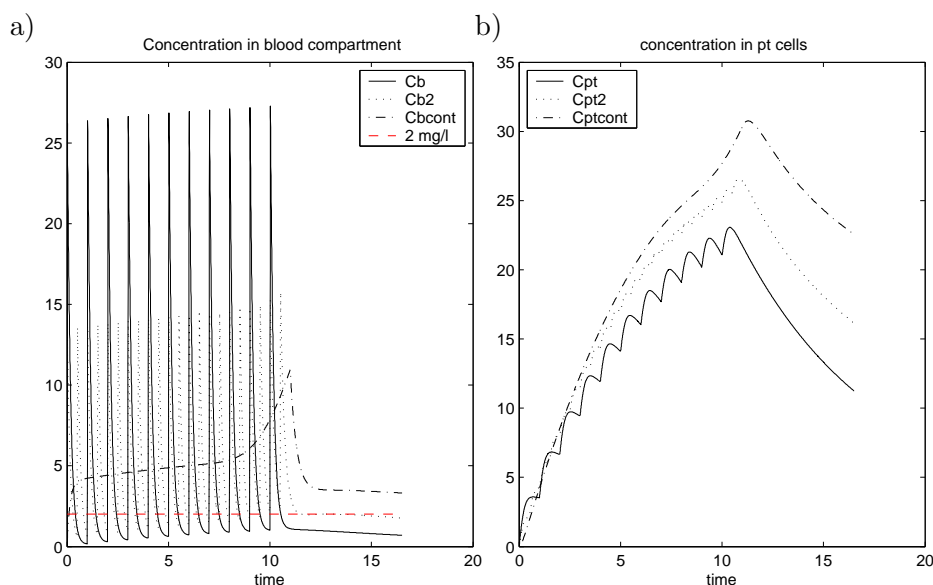 a)
Concentration in blood compartment
30
25
20
15
10
5
0
0 5 10 15 20
time
Cb
Cb2
Cbcont
2 mg/l
b)
concentration in pt cells
35
30
25
20
15
10
5
0
0 5 10 15 20
time
Cpt
Cpt2
Cptcont